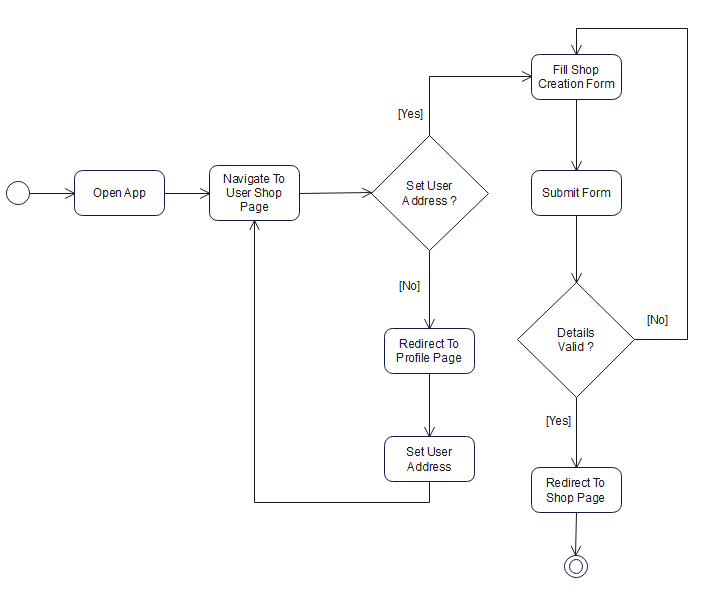 Open App
Navigate To
User Shop
Page
Set User
Address ?
[Yes]
Fill Shop
Creation Form
Submit Form
Details
Valid ?
[No]
[Yes]
Redirect To
Shop Page
[No]
Redirect To
Profile Page
Set User
Address